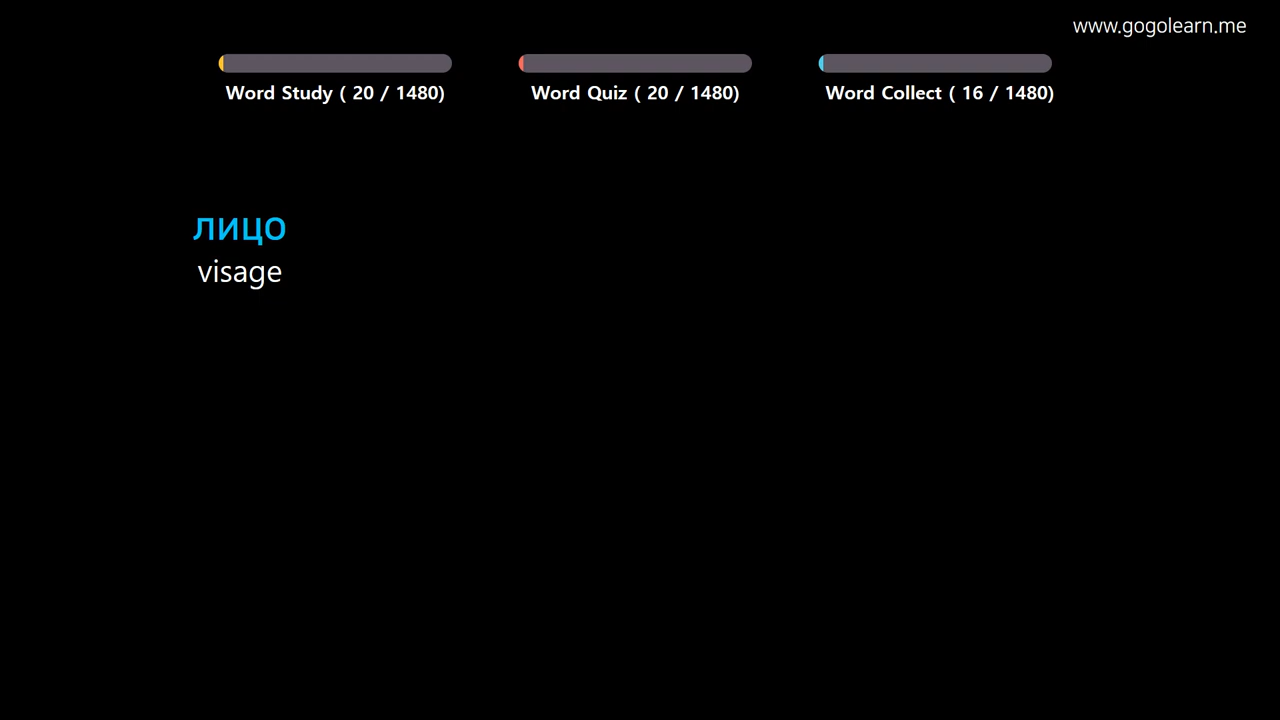 www.gogolearn.me
Word Study ( 20 / 1480)
Word Quiz ( 20 / 1480)
Word Collect ( 16 / 1480)
лицо
visage